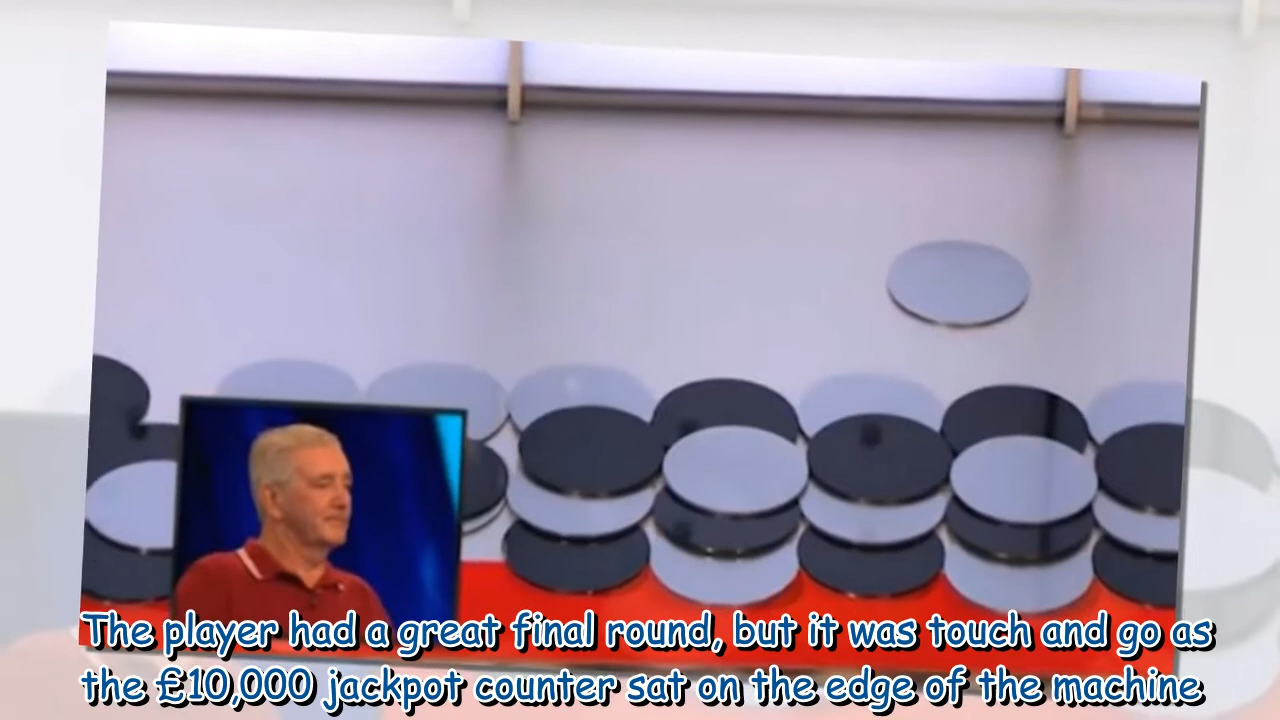 The player had a great final round, but it was touch and go as
the £10,000 jackpot counter sat on the edge of the machine